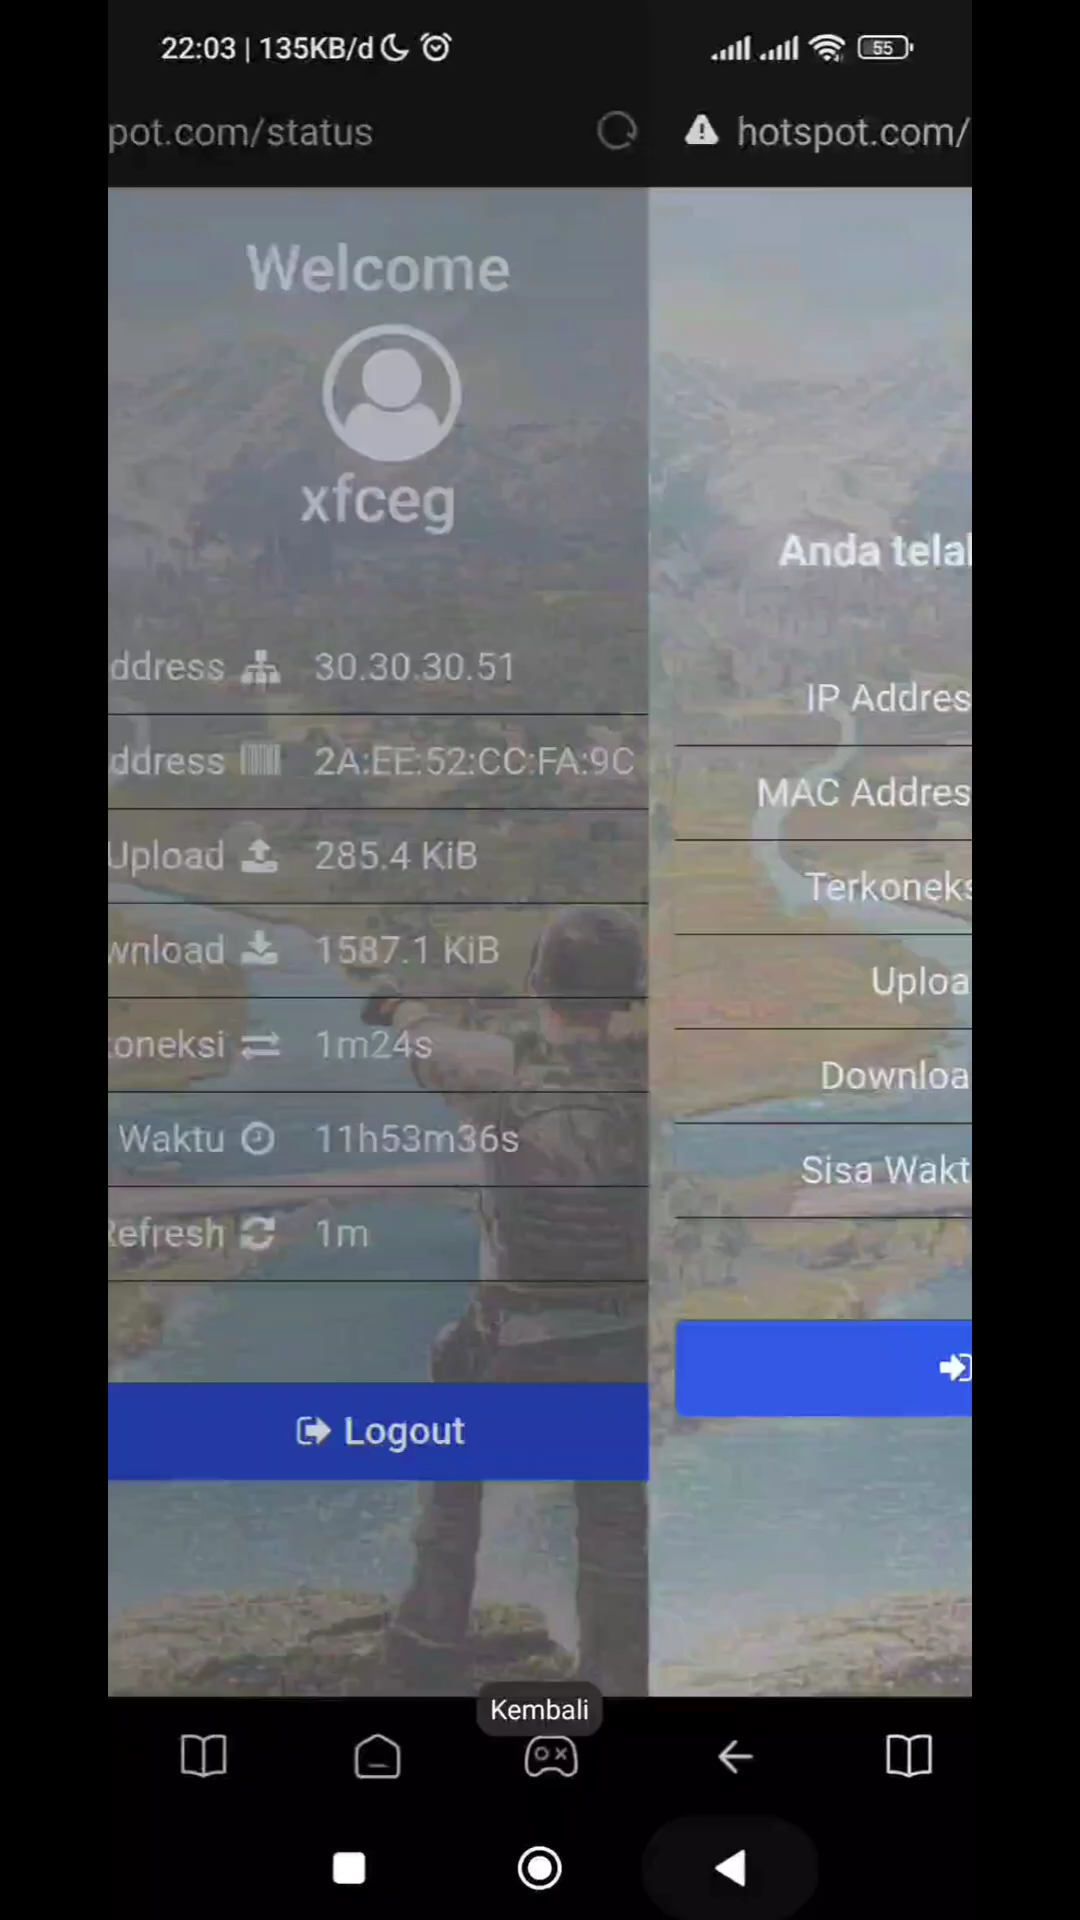 22:03 | 135KB/d
55
pot.com/status
hotspot.com/
Welcome
xfceg
ddress 30.30.30.51
ddress 2A:EE:52:CC:FA:9C
Upload 285.4 KiB
wnload 1587.1 KiB
oneksi 1m24s
Waktu 11h53m36s
Refresh 1m
Logout
Anda telah
IP Addres
MAC Addres
Terkoneks
Uploa
Downloa
Sisa Wakt
Kembali